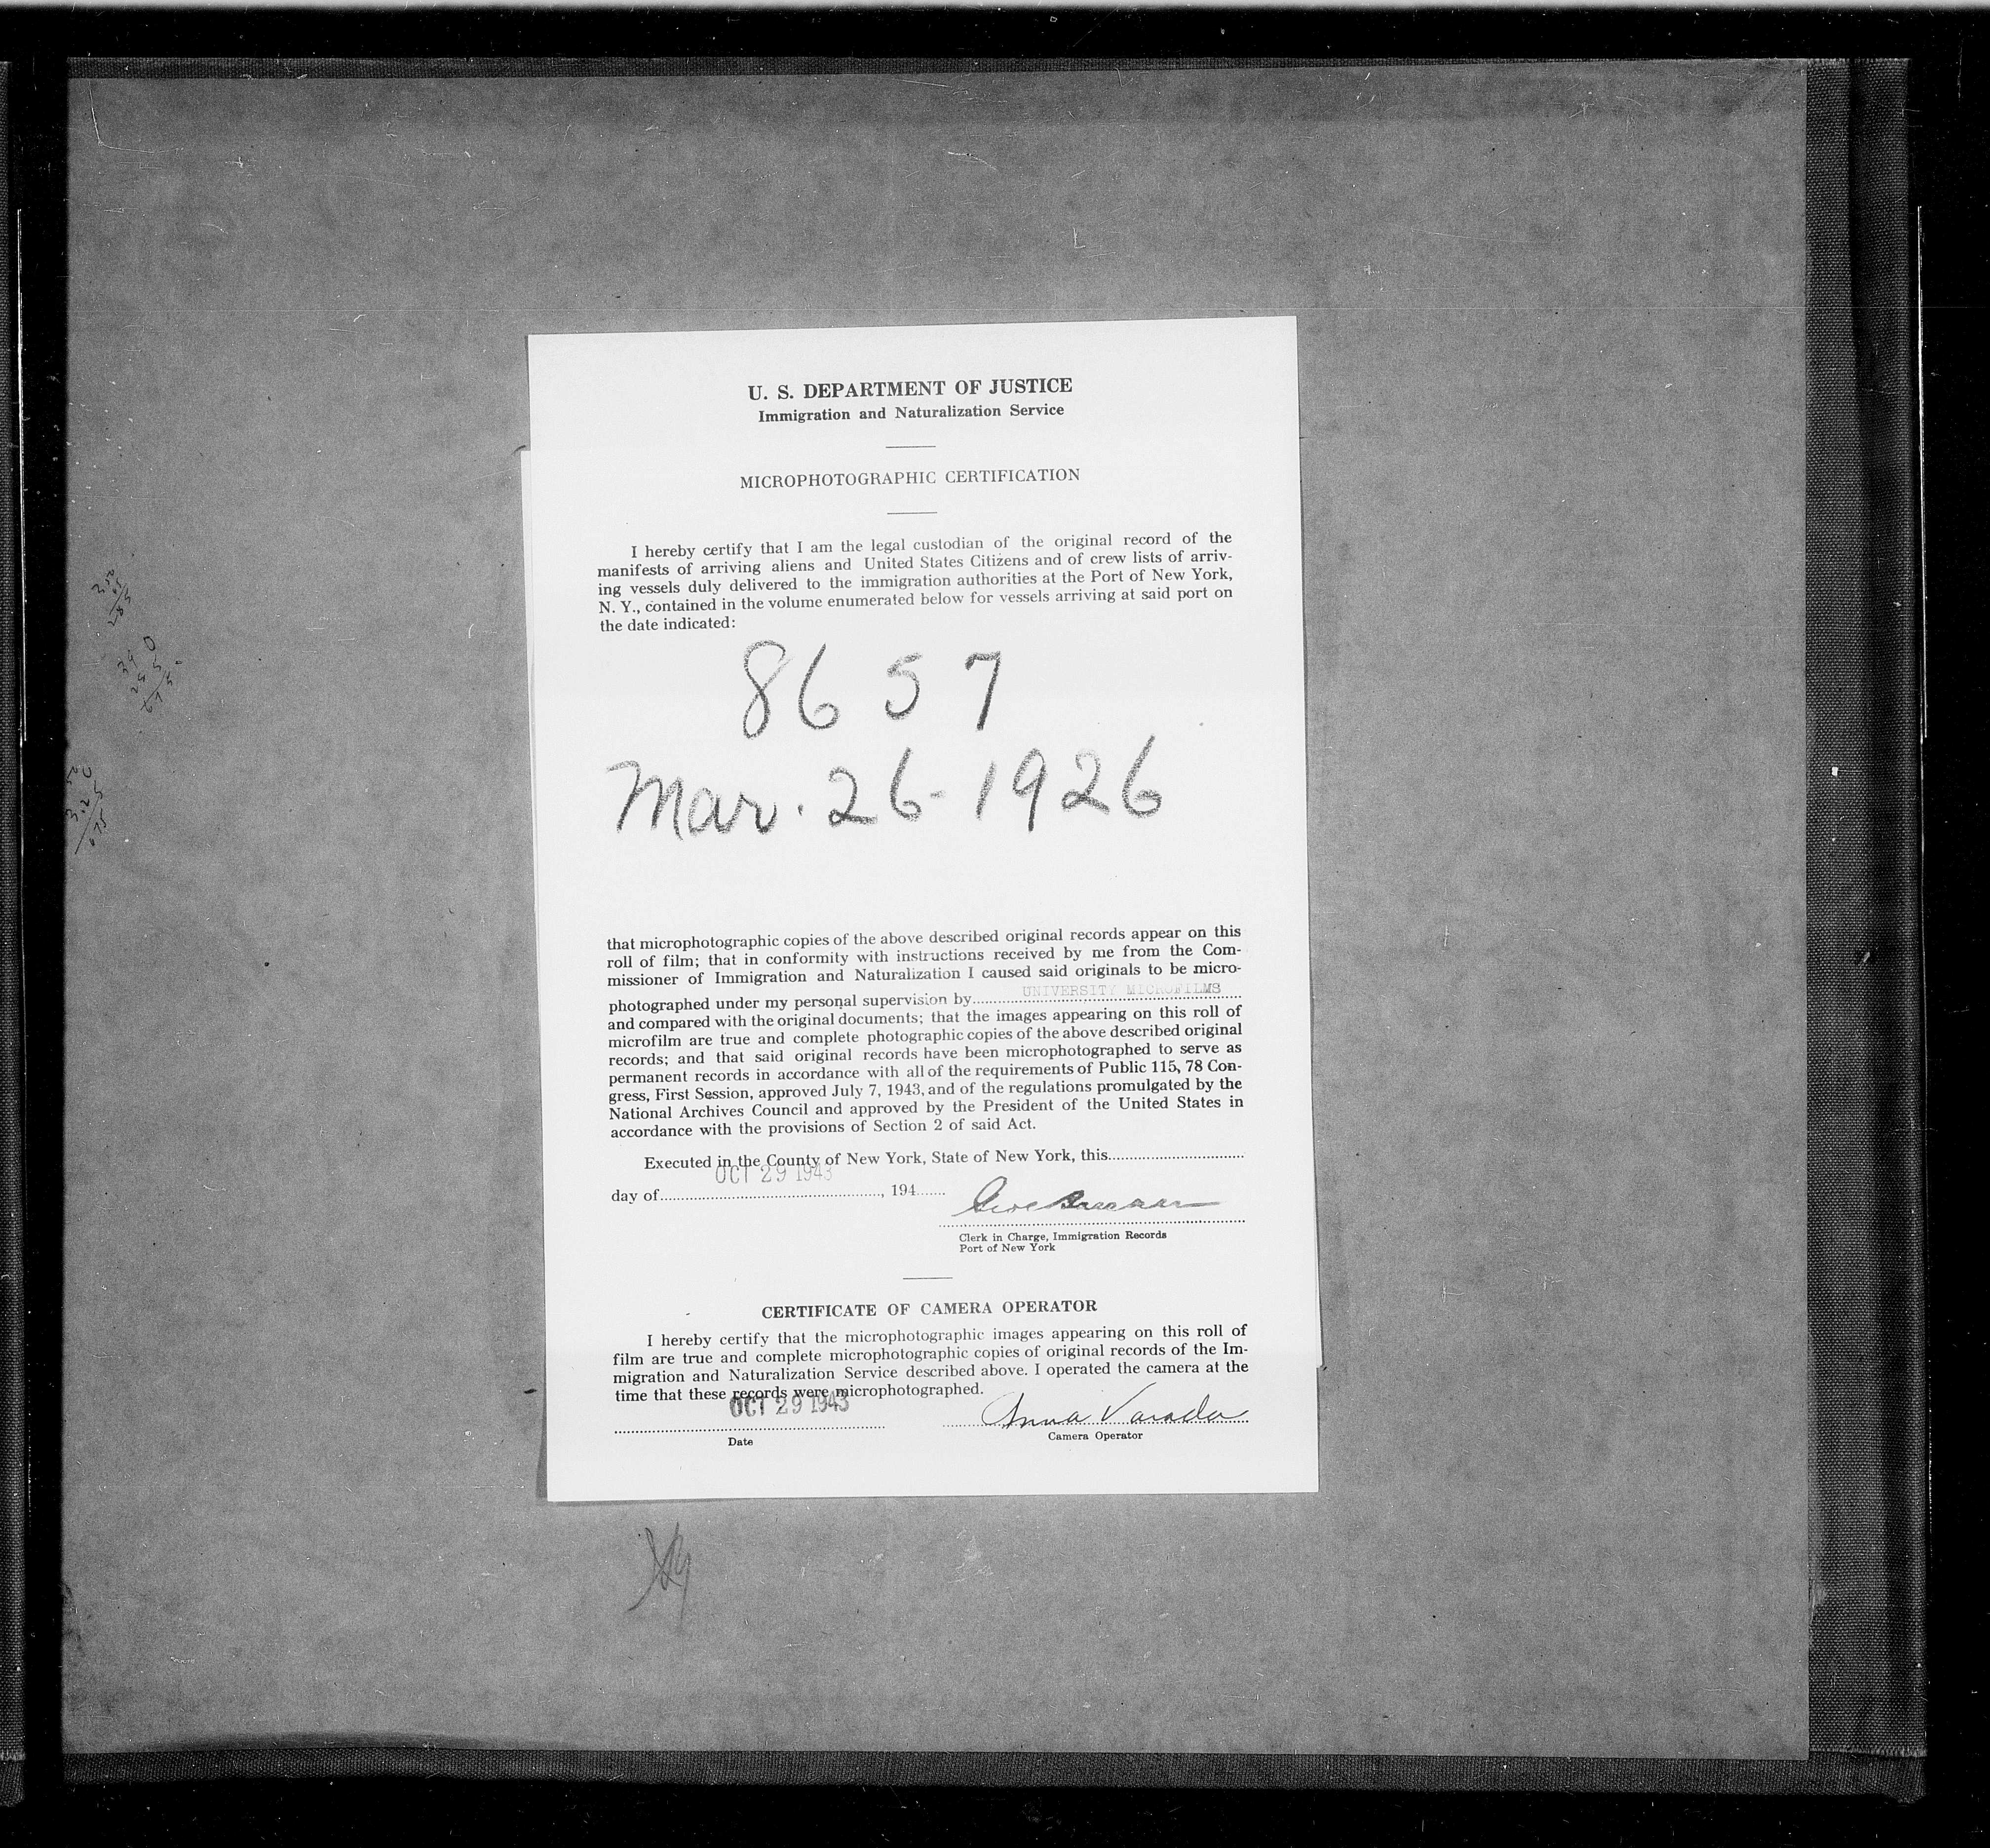 U. S. DEPARTMENT OF JUSTICE
Immigration and Naturalization Service
MICROPHOTOGRAPHIC CERTIFICATION
I hereby certify that I am the legal custodian of the original record of the
manifests of arriving aliens and United States Citizens and of crew lists of arriv-
ing vessels duly delivered to the immigration authorities at the Port of New York,
N. Y., contained in the volume enumerated below for vessels arriving at said port on
the date indicated:
8657
Mar. 26-1926
that microphotographic copies of the above described original records appear on this
roll of film; that in conformity with instructions received by me from the Com-
missioner of Immigration and Naturalization I caused said originals to be micro-
photographed under my personal supervision by UNIVERSITY MICROFILMS
and compared with the original documents; that the images appearing on this roll of
microfilm are true and complete photographic copies of the above described original
records; and that said original records have been microphotographed to serve as
permanent records in accordance with all of the requirements of Public 115, 78 Con-
gress, First Session, approved July 7, 1943, and of the regulations promulgated by the
National Archives Council and approved by the President of the United States in
accordance with the provisions of Section 2 of said Act.
Executed in the County of New York, State of New York, this
OCT 29 1943
day of , 194
Clerk in Charge, Immigration Records
Port of New York
CERTIFICATE OF CAMERA OPERATOR
I hereby certify that the microphotographic images appearing on this roll of
film are true and complete microphotographic copies of original records of the Im-
migration and Naturalization Service described above. I operated the camera at the
time that these records were microphotographed.
OCT 29 1943
Anna
Date
Camera Operator